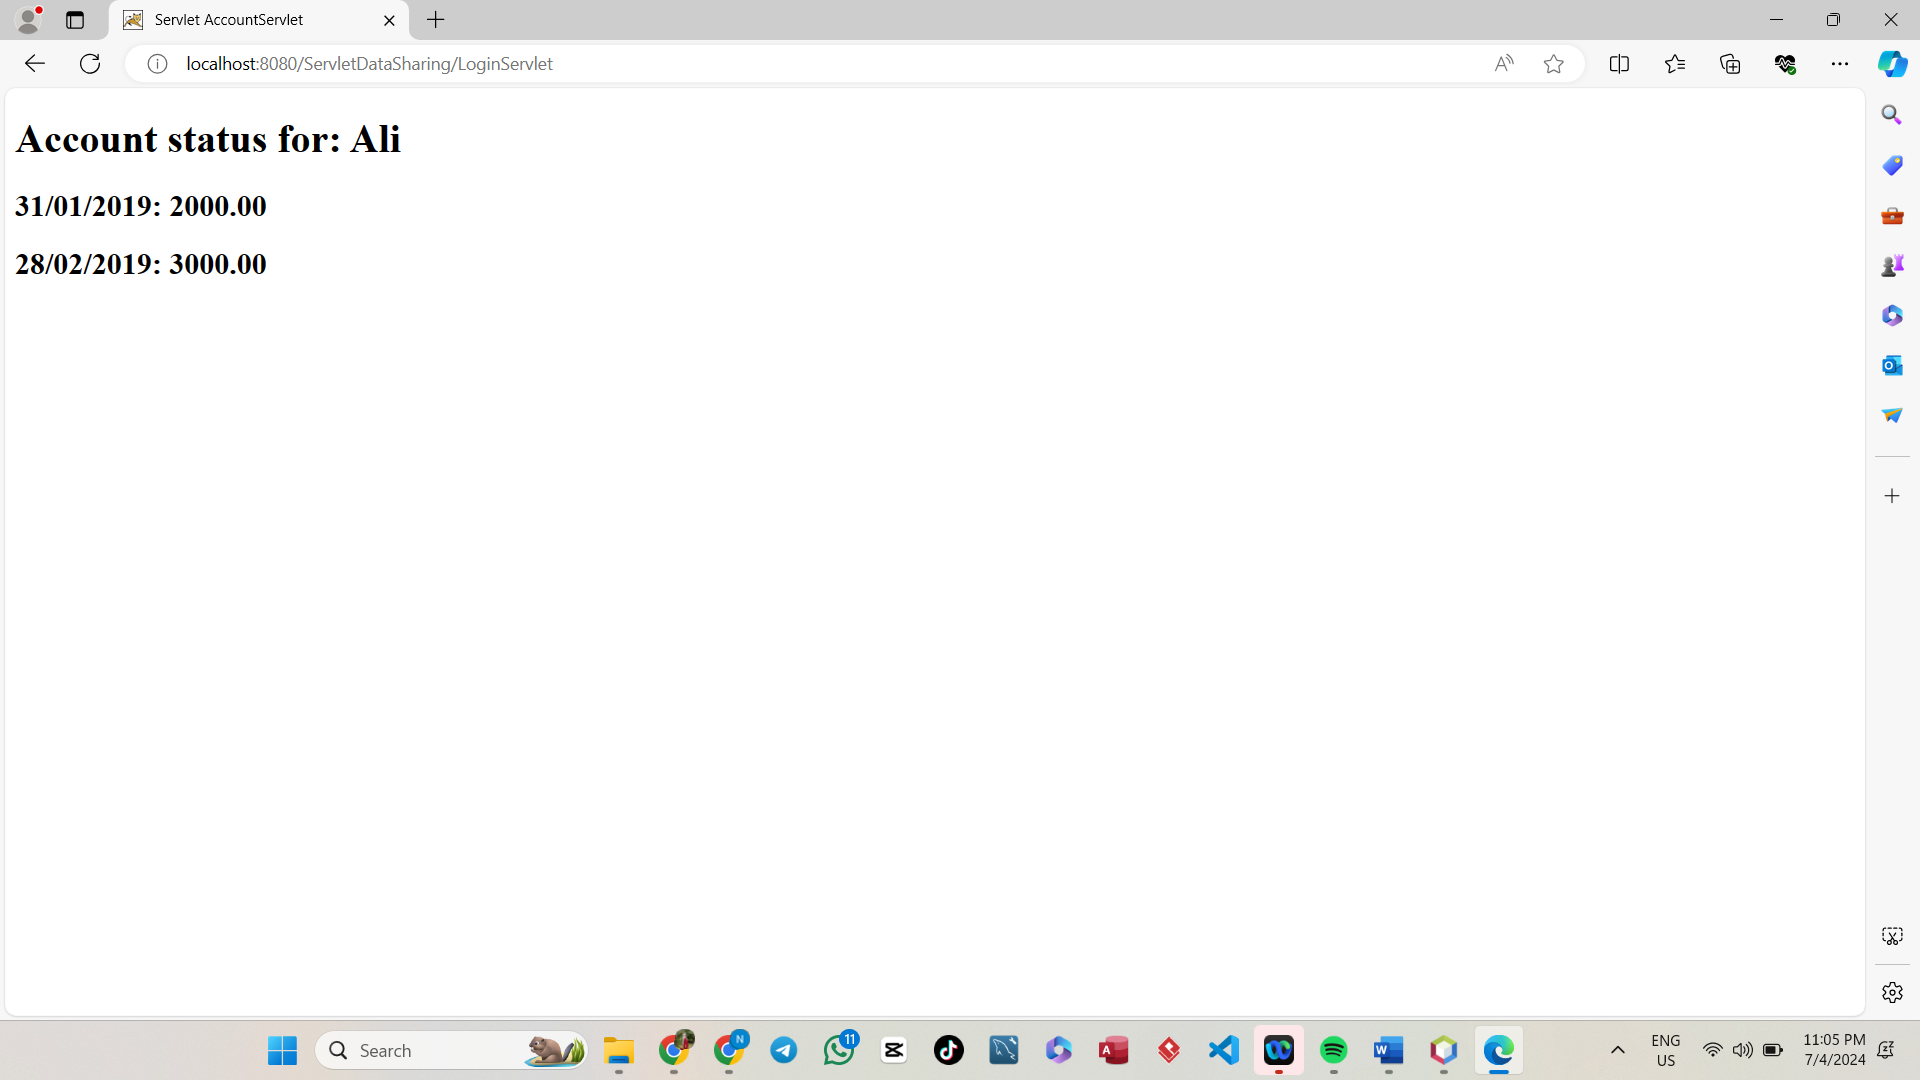 Servlet AccountServlet
localhost:8080/ServletDataSharing/LoginServlet
Account status for: Ali
31/01/2019: 2000.00
28/02/2019: 3000.00
Search
N
11
ENG
US
11:05 PM
7/4/2024